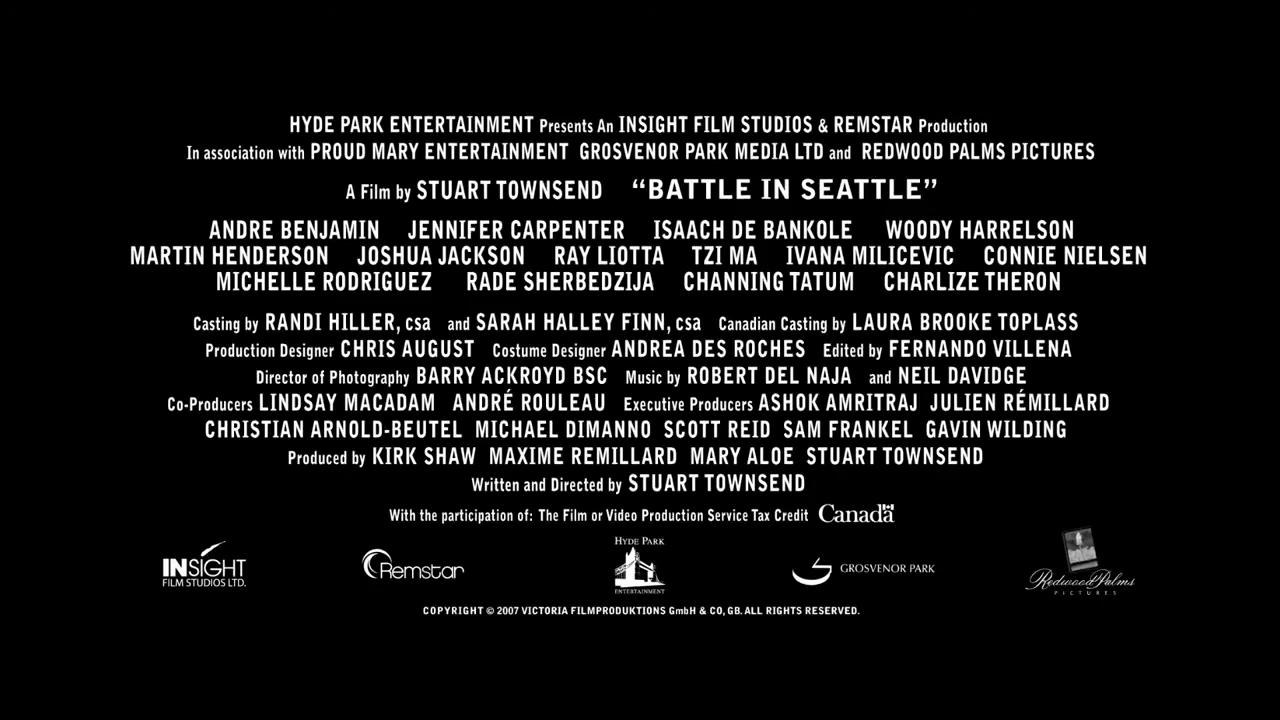 HYDE PARK ENTERTAINMENT Presents An INSIGHT FILM STUDIOS & REMSTAR Production
In association with PROUD MARY ENTERTAINMENT GROSVENOR PARK MEDIA LTD and REDWOOD PALMS PICTURES
A Film by STUART TOWNSEND “BATTLE IN SEATTLE”
ANDRE BENJAMIN JENNIFER CARPENTER ISAACH DE BANKOLE WOODY HARRELSON
MARTIN HENDERSON JOSHUA JACKSON RAY LIOTTA TZI MA IVANA MILICEVIC CONNIE NIELSEN
MICHELLE RODRIGUEZ RADE SHERBEDZIJA CHANNING TATUM CHARLIZE THERON
Casting by RANDI HILLER, csa and SARAH HALLEY FINN, csa Canadian Casting by LAURA BROOKE TOPLASS
Production Designer CHRIS AUGUST Costume Designer ANDREA DES ROCHES Edited by FERNANDO VILLENA
Director of Photography BARRY ACKROYD BSC Music by ROBERT DEL NAJA and NEIL DAVIDGE
Co-Producers LINDSAY MACADAM ANDRÉ ROULEAU Executive Producers ASHOK AMRITRAJ JULIEN RÉMILLARD
CHRISTIAN ARNOLD-BEUTEL MICHAEL DIMANNO SCOTT REID SAM FRANKEL GAVIN WILDING
Produced by KIRK SHAW MAXIME REMILLARD MARY ALOE STUART TOWNSEND
Written and Directed by STUART TOWNSEND
With the participation of: The Film or Video Production Service Tax Credit Canada
INSIGHT FILM STUDIOS LTD.
Remstar
HYDE PARK ENTERTAINMENT
GROSVENOR PARK
Redwood Palms PICTURES
COPYRIGHT © 2007 VICTORIA FILMPRODUKTIONS GmbH & CO, GB. ALL RIGHTS RESERVED.